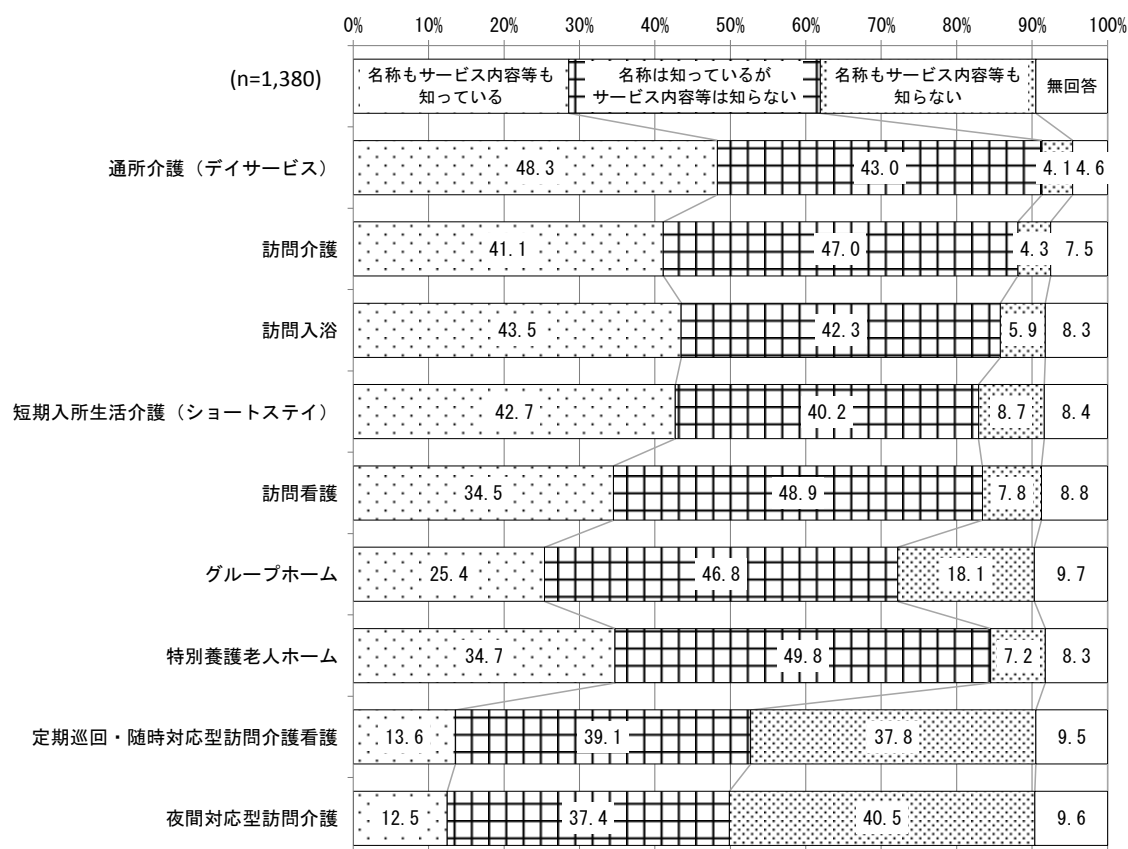 0% 10% 20% 30% 40% 50% 60% 70% 80% 90% 100%
(n=1,380)
名称もサービス内容等も
知っている
名称は知っているが
サービス内容等は知らない
名称もサービス内容等も
知らない
無回答
通所介護（デイサービス） 48.3 43.0 4.1 4.6
訪問介護 41.1 47.0 4.3 7.5
訪問入浴 43.5 42.3 5.9 8.3
短期入所生活介護（ショートステイ） 42.7 40.2 8.7 8.4
訪問看護 34.5 48.9 7.8 8.8
グループホーム 25.4 46.8 18.1 9.7
特別養護老人ホーム 34.7 49.8 7.2 8.3
定期巡回・随時対応型訪問介護看護 13.6 39.1 37.8 9.5
夜間対応型訪問介護 12.5 37.4 40.5 9.6